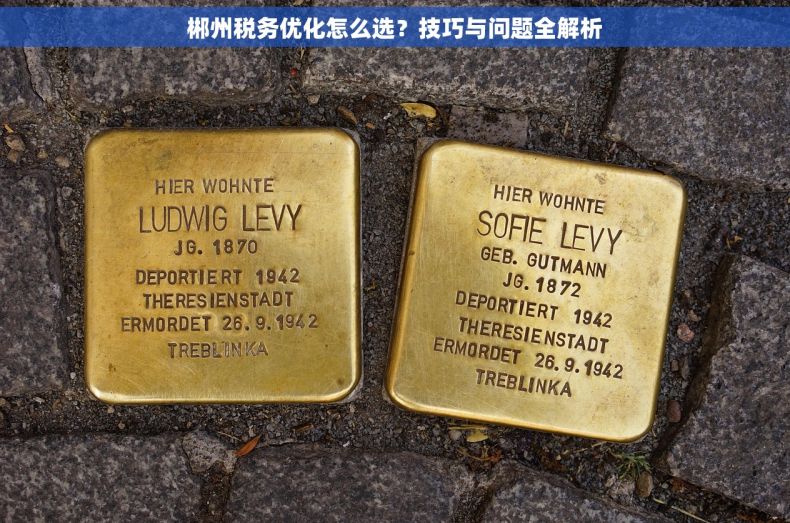 郴州税务优化怎么选？技巧与问题全解析
HIER WOHNTE
LUDWIG LEVY
JG. 1870
DEPORTIERT 1942
THERESIENSTADT
ERMORDET 26.9.1942
TREBLINKA
HIER WOHNTE
SOFIE LEVY
GEB. GUTMANN
JG. 1872
DEPORTIERT 1942
THERESIENSTADT
ERMORDET 26.9.1942
TREBLINKA